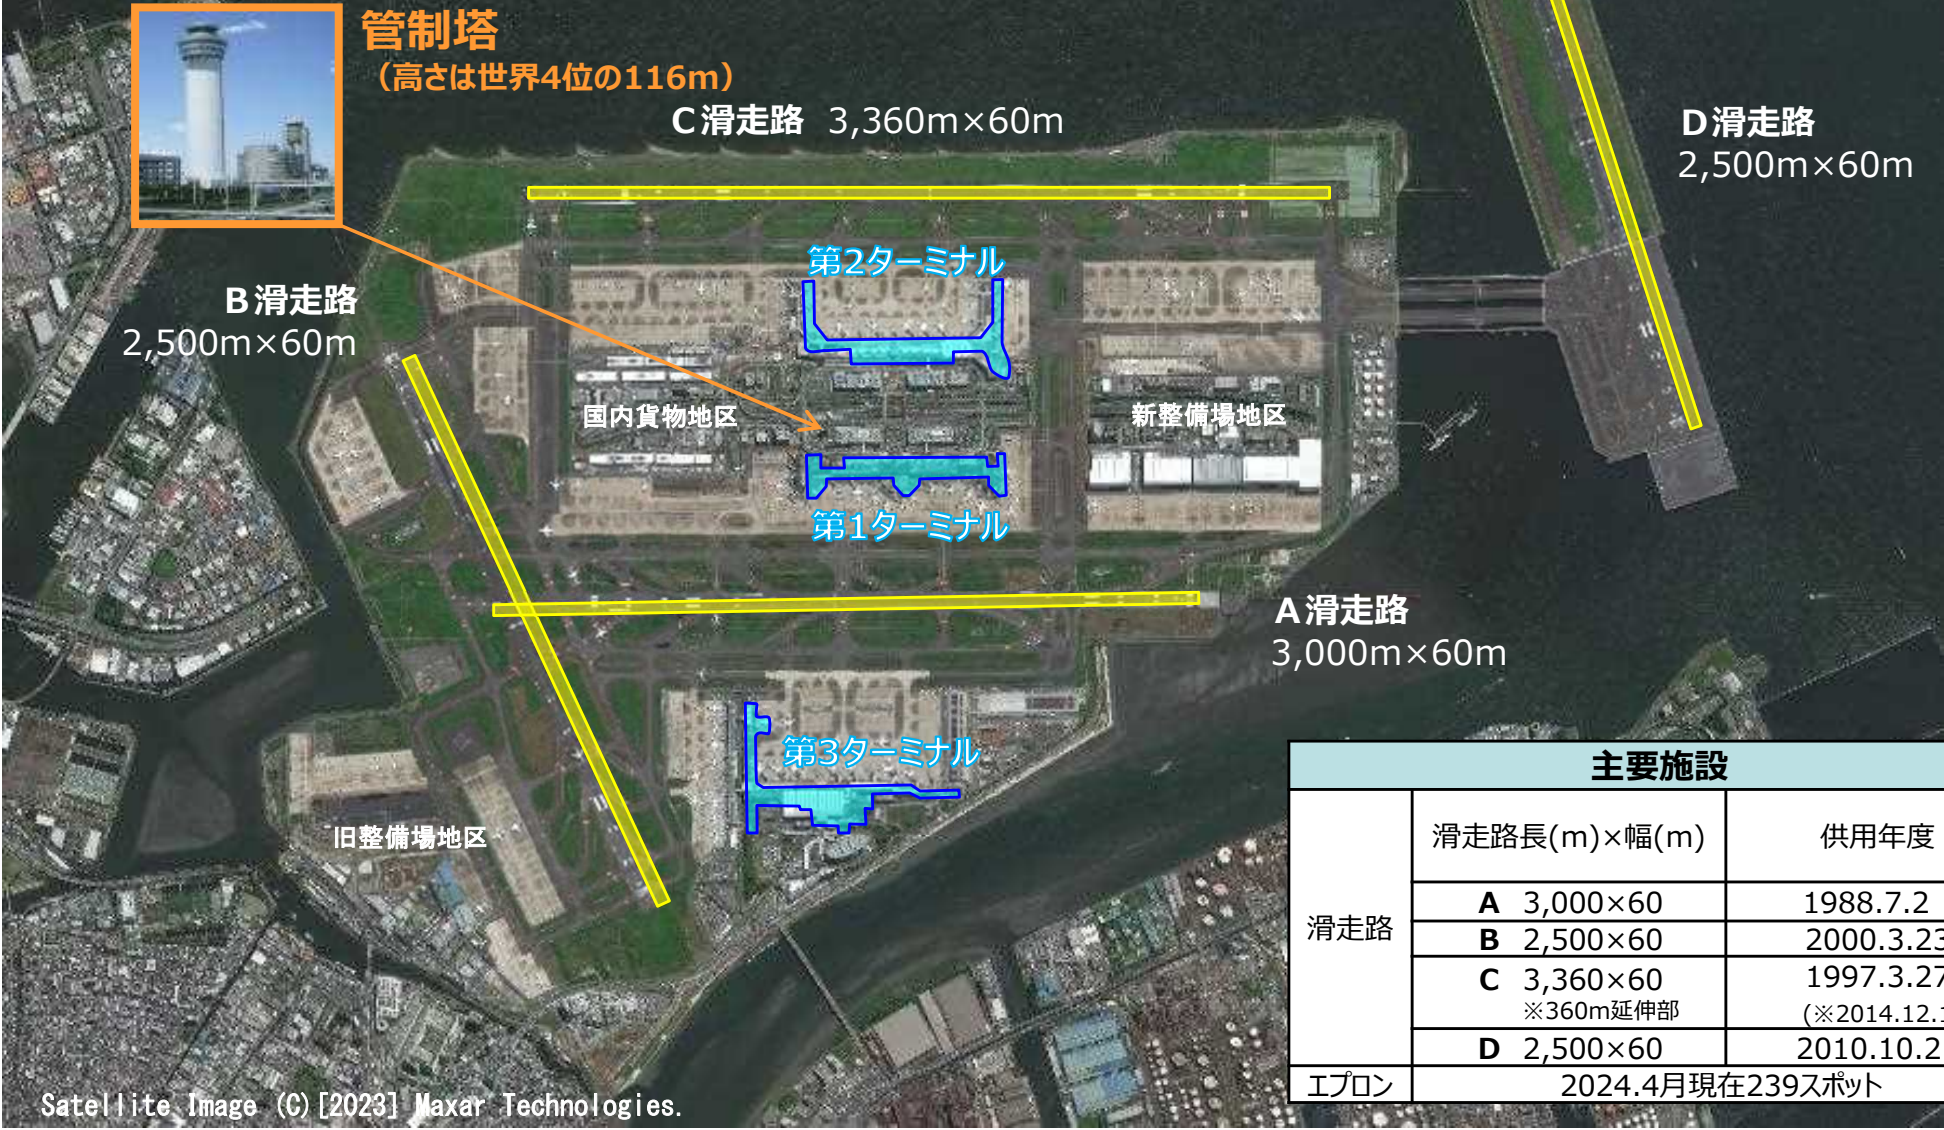 管制塔
（高さは世界4位の116m）
C滑走路 3,360m×60m
D滑走路
2,500m×60m
第2ターミナル
B滑走路
2,500m×60m
国内貨物地区
新整備場地区
第1ターミナル
A滑走路
3,000m×60m
第3ターミナル
旧整備場地区
主要施設
滑走路長(m)×幅(m) 供用年度
滑走路
A 3,000×60 1988.7.2
B 2,500×60 2000.3.23
C 3,360×60 1997.3.27
※360m延伸部 (※2014.12.
D 2,500×60 2010.10.2
エプロン 2024.4月現在239スポット
Satellite Image (C)[2023] Maxar Technologies.